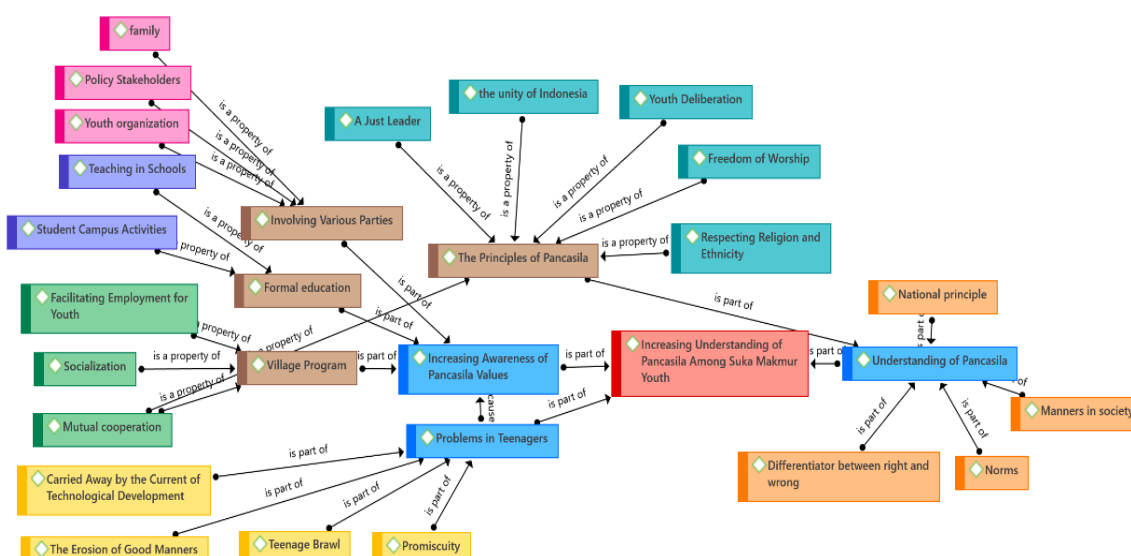 family
Policy Stakeholders
Youth organization
Teaching in Schools
Student Campus Activities
Facilitating Employment for
Youth
Socialization
Mutual cooperation
Carried Away by the Current of
Technological Development
The Erosion of Good Manners
Teenage Brawl
Promiscuity
Involving Various Parties
Formal education
Village Program
A Just Leader
the unity of Indonesia
Youth Deliberation
Freedom of Worship
Respecting Religion and
Ethnicity
The Principles of Pancasila
Increasing Awareness of
Pancasila Values
Problems in Teenagers
Increasing Understanding of
Pancasila Among Suka Makmur
Youth
National principle
Understanding of Pancasila
Manners in society
Differentiator between right and
wrong
Norms
is a property of
is a property of
is a property of
is a property of
property of
property of
is a property of
is a property of
a property of
is a property of
is a property of
is a property of
is a property of
is a property of
is part of
is part of
is part of
is part of
is part of
is part of
is part of
is part of
is part of
is part of
is part of
part of
is part of
is part of
of
cause